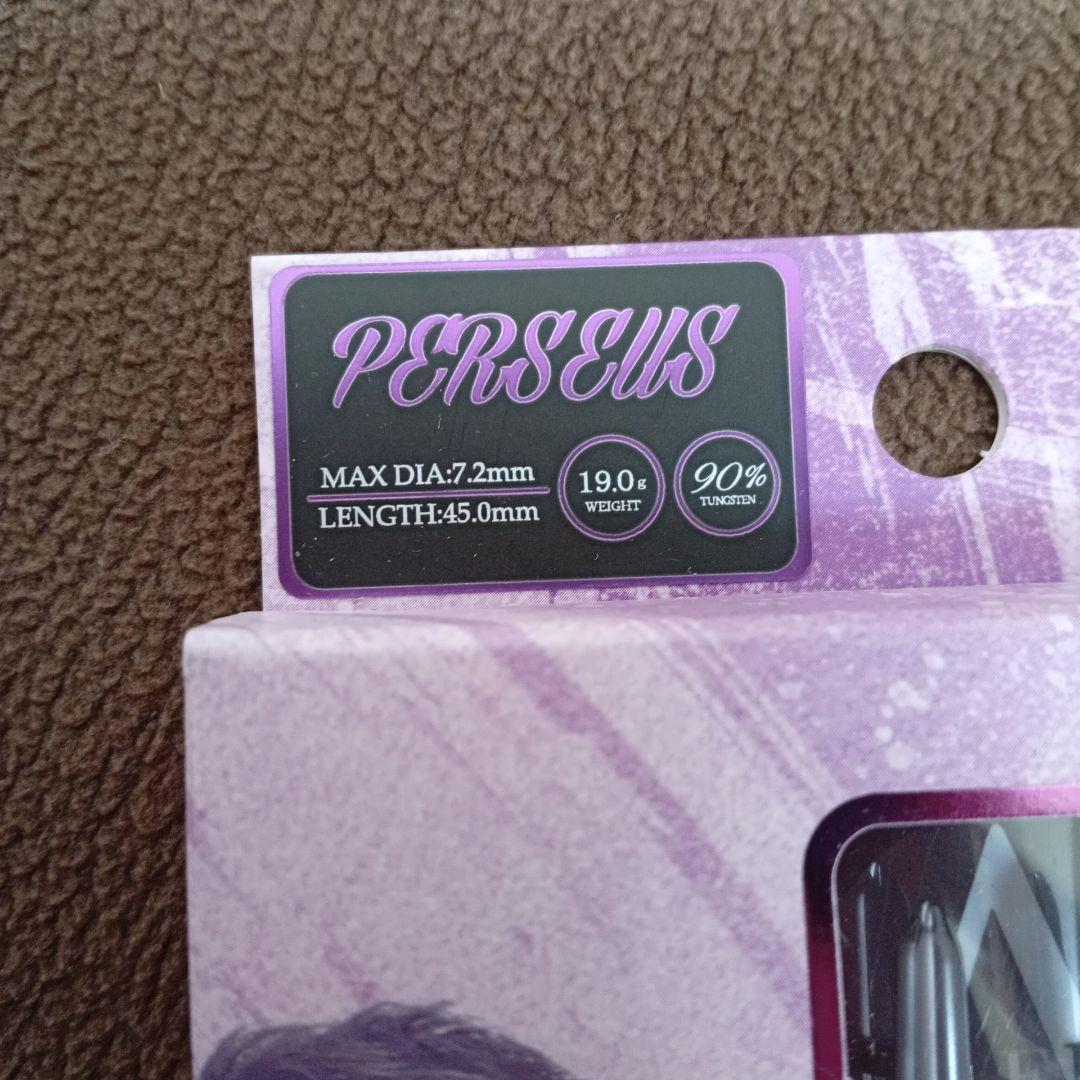 PERSEUS
MAX DIA:7.2mm
LENGTH:45.0mm
19.0g
WEIGHT
90%
TUNGSTEN